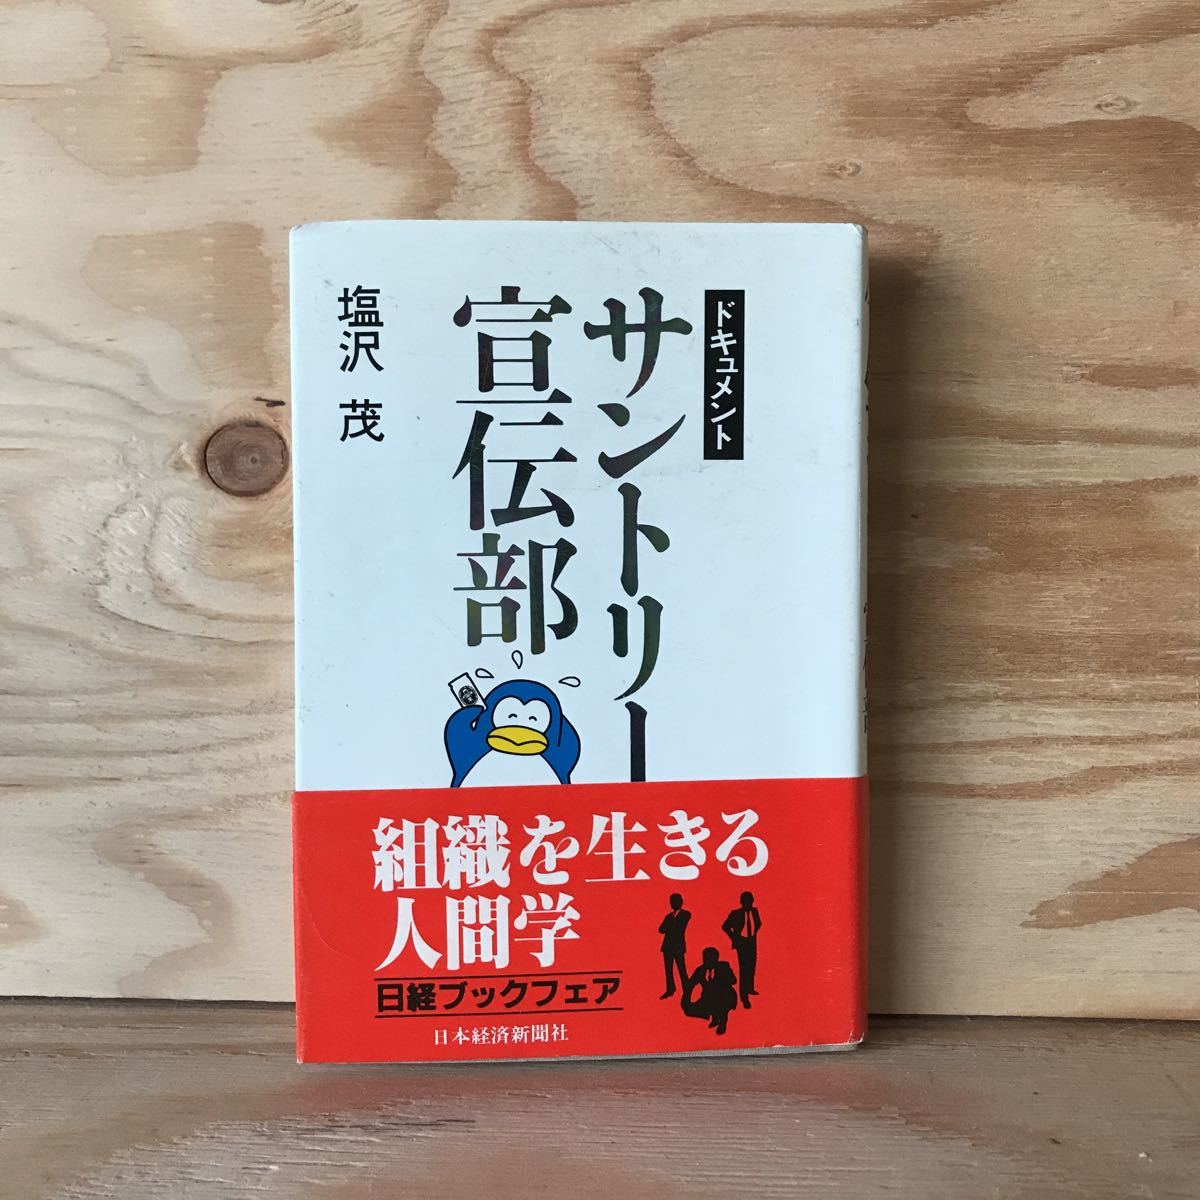 ドキュメント
サントリー
宣伝部
塩沢 茂
組織を生きる
人間学
日経ブックフェア
日本経済新聞社